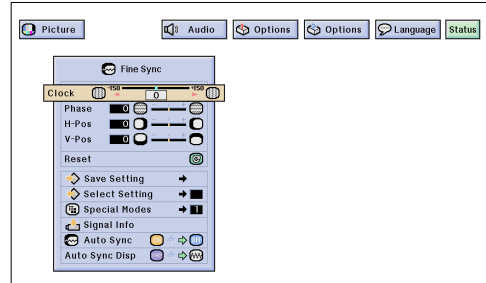 Picture Audio Options Options Language Status
Fine Sync
Clock -150 0 +150
Phase 0
H-Pos 0
V-Pos 0
Reset
Save Setting
Select Setting
Special Modes 1
Signal Info
Auto Sync
Auto Sync Disp